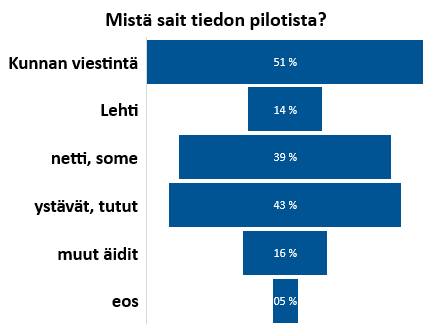 Mistä sait tiedon pilotista?
Kunnan viestintä 51 %
Lehti 14 %
netti, some 39 %
ystävät, tutut 43 %
muut äidit 16 %
eos 05 %